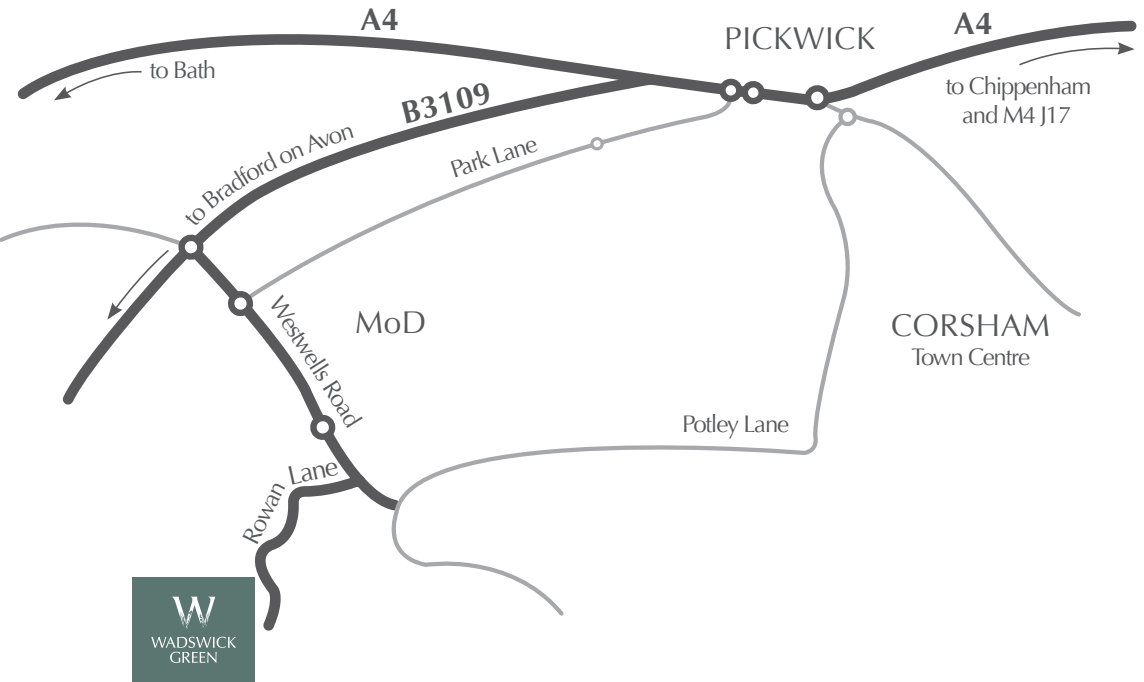 A4
PICKWICK
A4
to Bath
to Chippenham
and M4 J17
B3109
to Bradford on Avon
Park Lane
Westwells Road
MoD
CORSHAM
Town Centre
Potley Lane
Rowan Lane
W
WADSWICK
GREEN